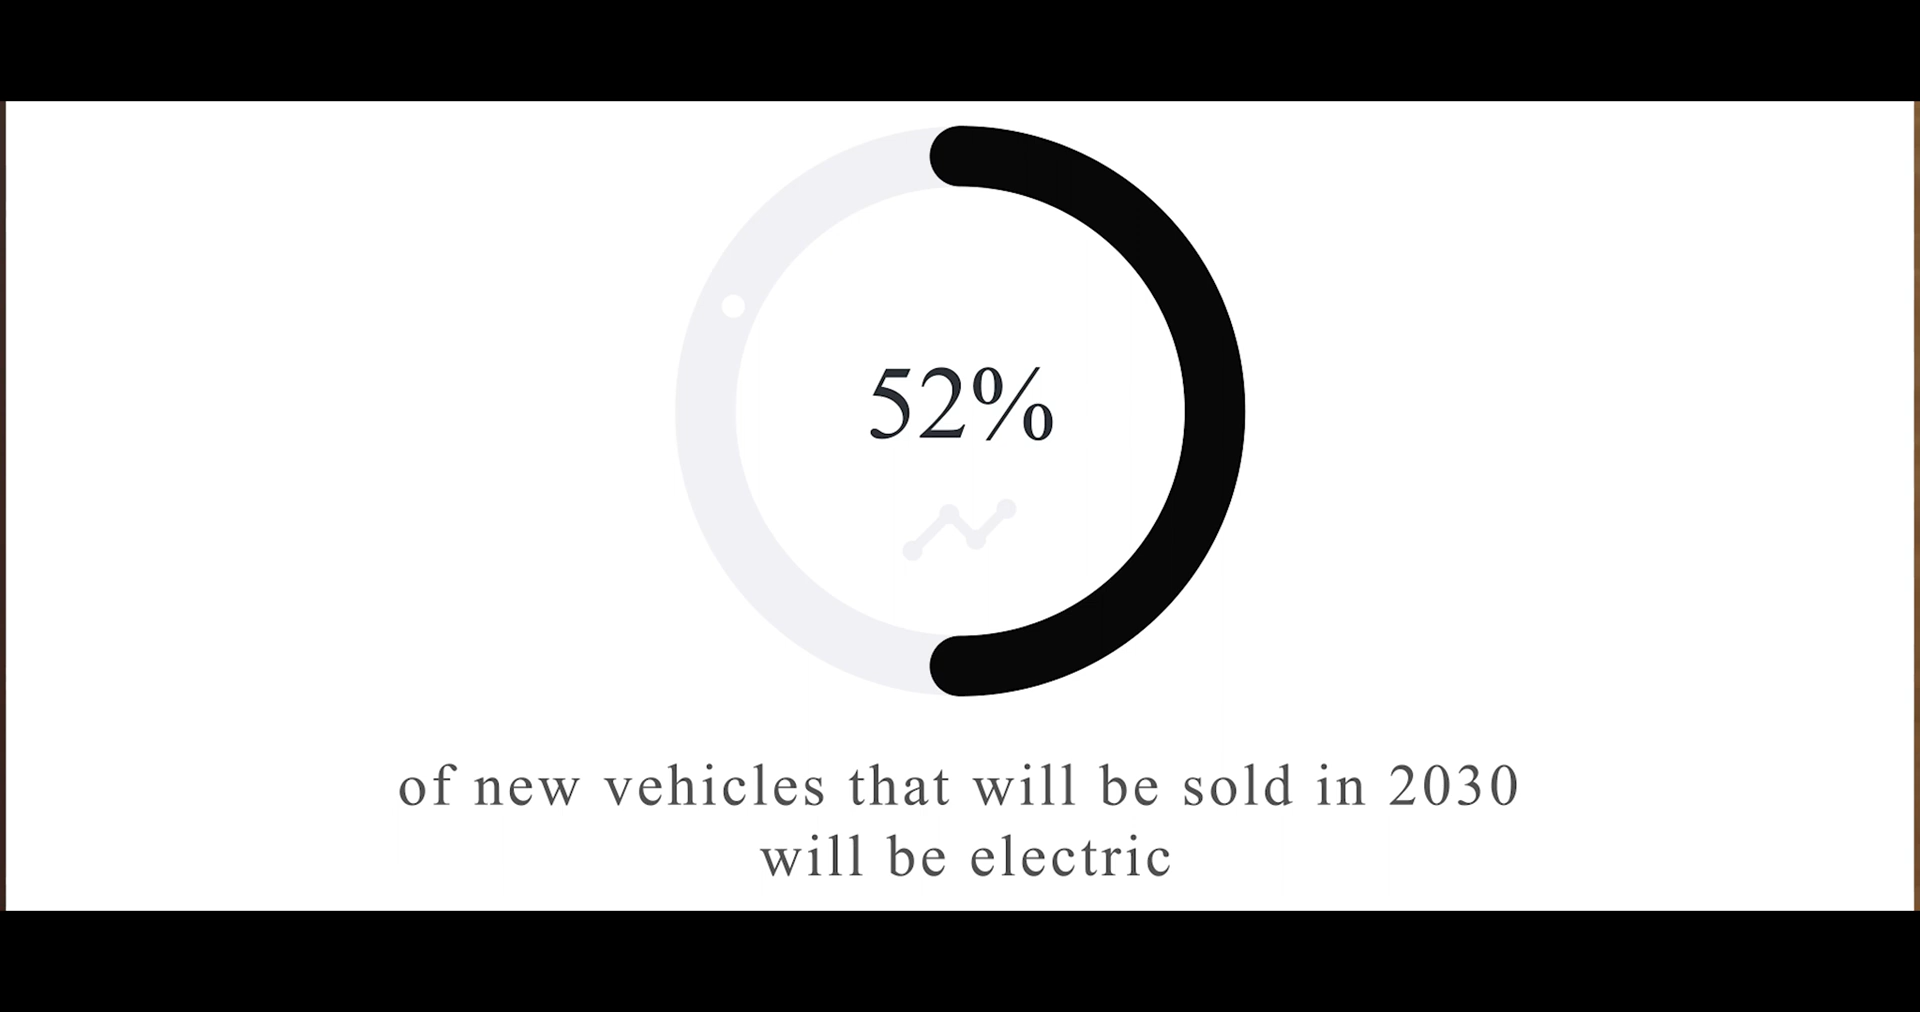 52%
of new vehicles that will be sold in 2030
will be electric